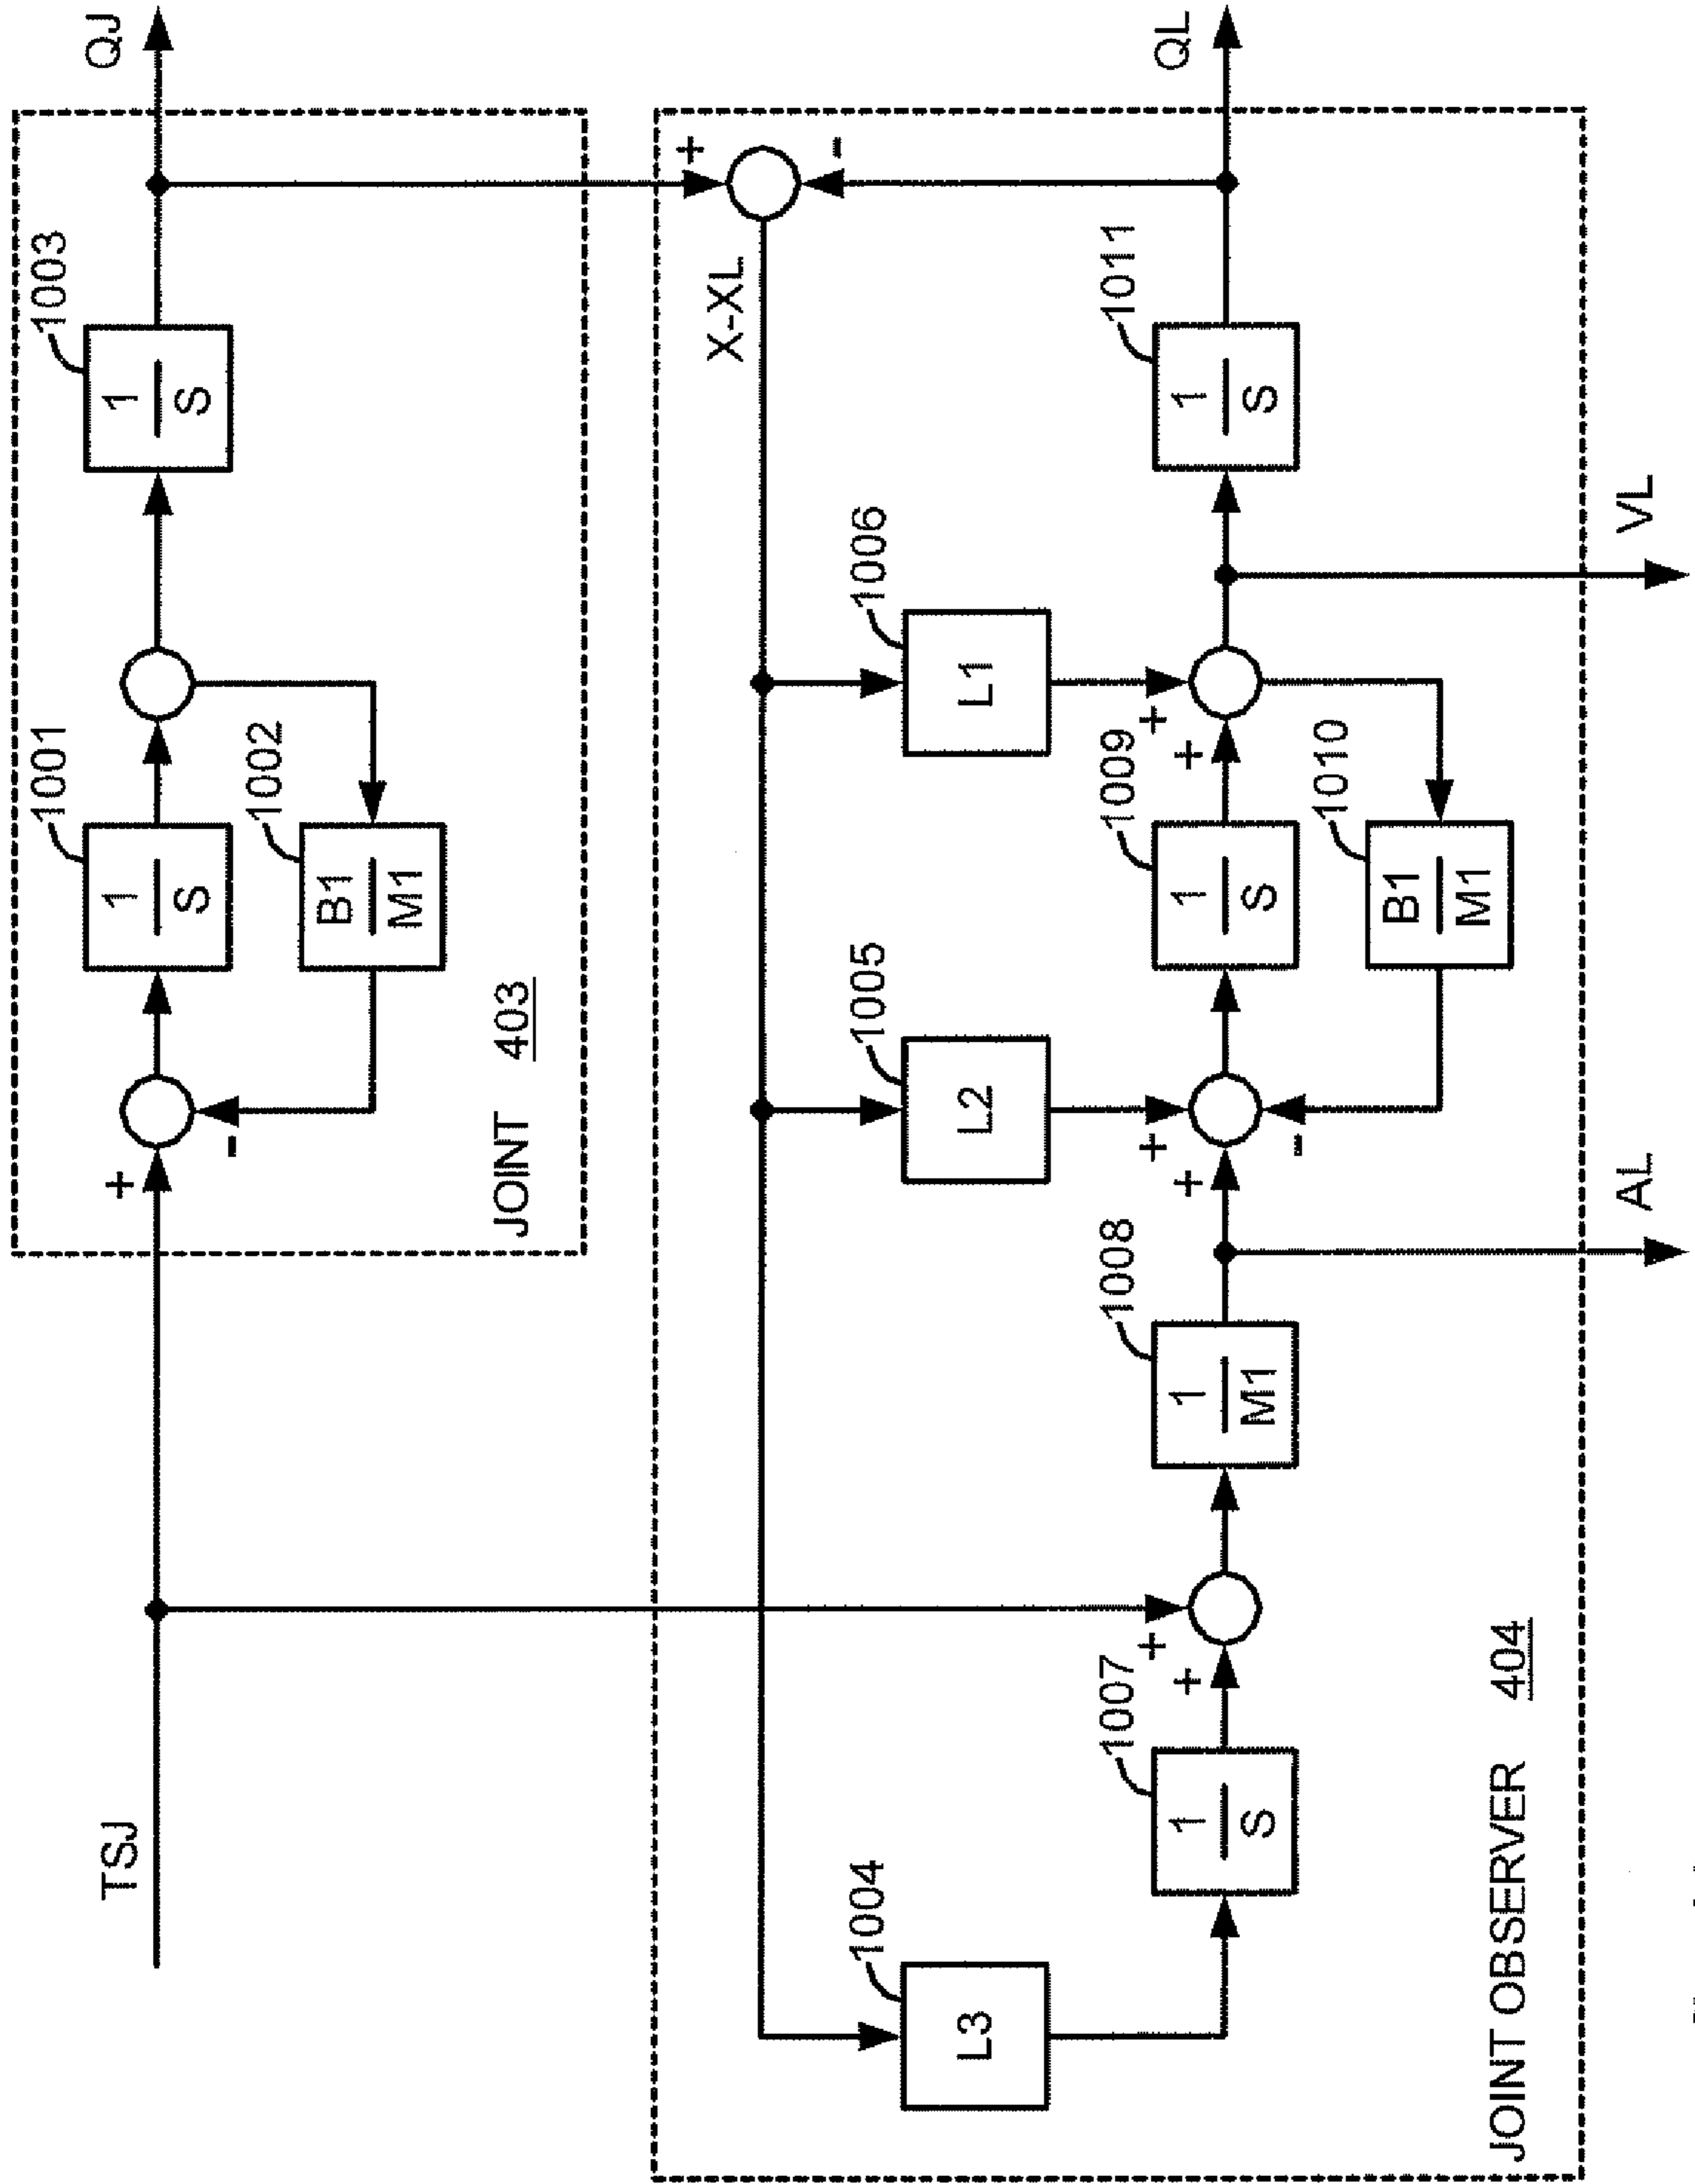 QJ
1003
1
S
1001
1
S
1002
B1
M1
+
-
JOINT 403
TSJ
+
-
X-XL
1006
L1
1005
L2
1004
L3
QL
1011
1
S
1009
1
S
+
+
1010
B1
M1
+
+
-
1008
1
M1
+
+
1007
1
S
VL
AL
JOINT OBSERVER 404